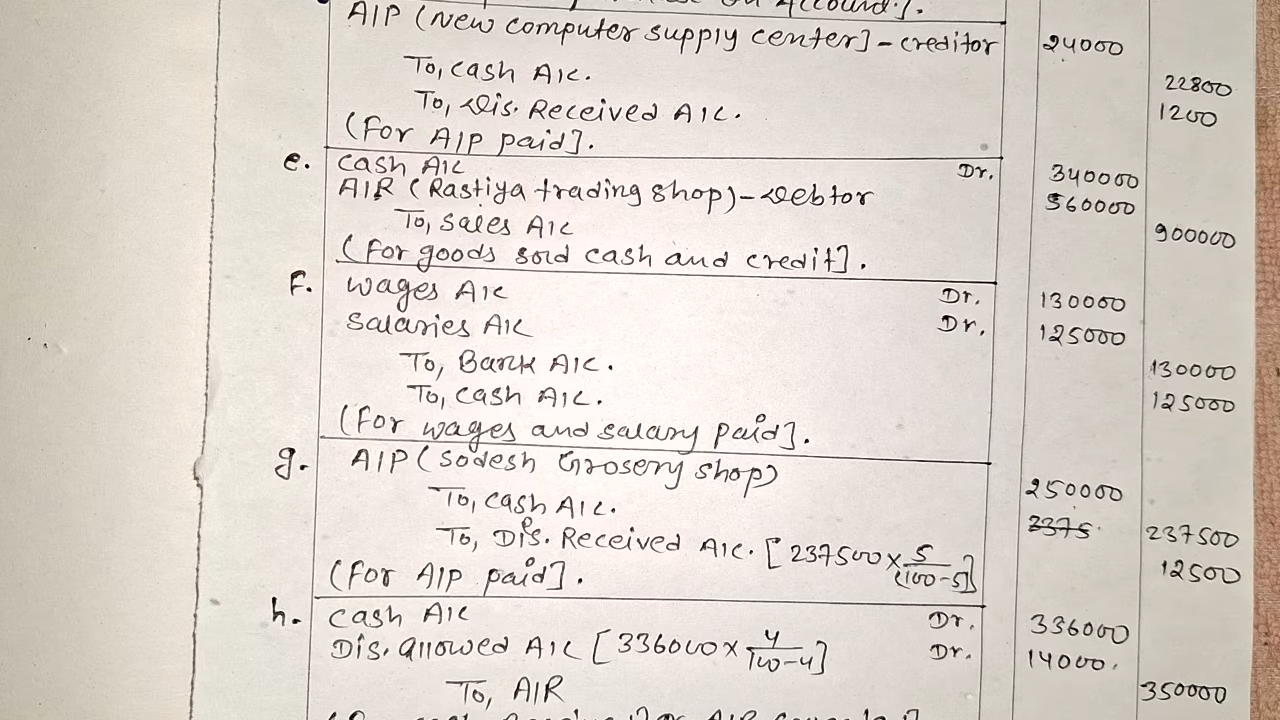 on Account].
A/P (New computer supply center] - creditor 24000
To, cash A/c. 22800
To, Dis. Received A/c. 1200
(For A/P paid].
e. cash A/c Dr. 340000
A/R (Rastiya trading shop) - Debtor 560000
To, sales A/c 900000
(For goods sold cash and credit].
F. wages A/c Dr. 130000
salaries A/c Dr. 125000
To, Bank A/c. 130000
To, cash A/c. 125000
(For wages and salary paid].
g. A/P (Sodesh Grosery shop) 250000
To, cash A/c. 3375 237500
To, Dis. Received A/c. [237500 x 5/(100-5)] 12500
(For A/P paid].
h. cash A/c Dr. 336000
Dis. allowed A/c [336000 x 4/100-4] Dr. 14000.
To, A/R 350000